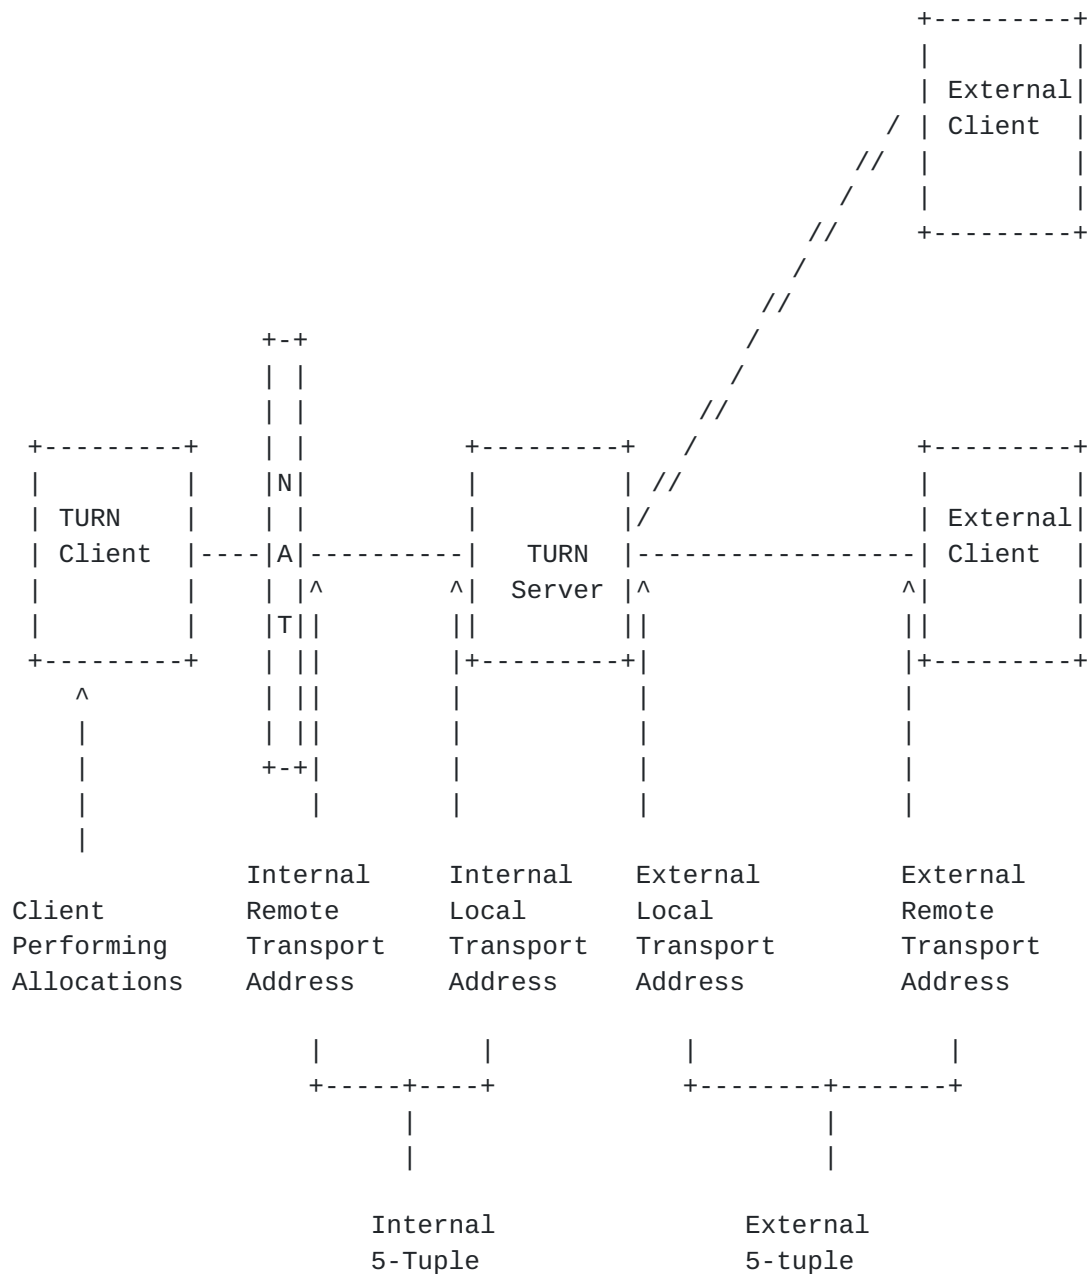 External
Client
N
TURN
Client
A
T
TURN
Server
External
Client
Client
Performing
Allocations
Internal
Remote
Transport
Address
Internal
Local
Transport
Address
External
Local
Transport
Address
External
Remote
Transport
Address
Internal
5-Tuple
External
5-tuple